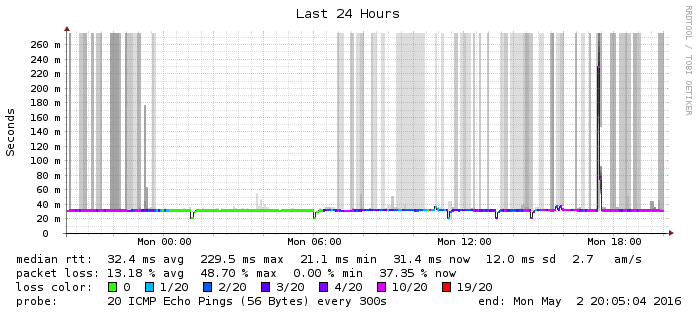 Last 24 Hours
RRDTOOL / TOBI OETIKER
Seconds
260 m
240 m
220 m
200 m
180 m
160 m
140 m
120 m
100 m
80 m
60 m
40 m
20 m
0
Mon 00:00 Mon 06:00 Mon 12:00 Mon 18:00
median rtt: 32.4 ms avg 229.5 ms max 21.1 ms min 31.4 ms now 12.0 ms sd 2.7 am/s
packet loss: 13.18 % avg 48.70 % max 0.00 % min 37.35 % now
loss color: 0 1/20 2/20 3/20 4/20 10/20 19/20
probe: 20 ICMP Echo Pings (56 Bytes) every 300s end: Mon May 2 20:05:04 2016